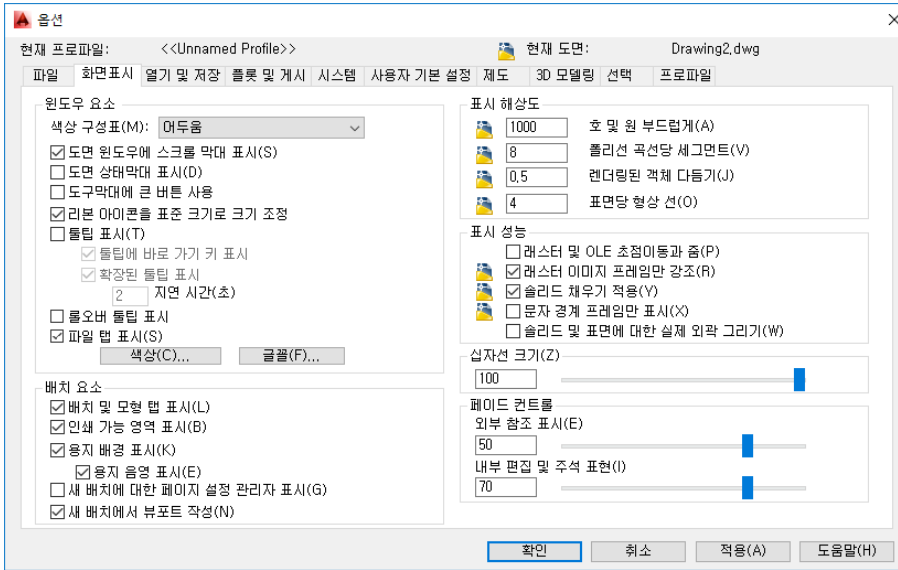 옵션
현재 프로파일: <<Unnamed Profile>> 현재 도면: Drawing2.dwg
파일 화면표시 열기 및 저장 플롯 및 게시 시스템 사용자 기본 설정 제도 3D 모델링 선택 프로파일
윈도우 요소
색상 구성표(M): 어두움
도면 윈도우에 스크롤 막대 표시(S)
도면 상태막대 표시(D)
도구막대에 큰 버튼 사용
리본 아이콘을 표준 크기로 크기 조정
툴팁 표시(T)
툴팁에 바로 가기 키 표시
확장된 툴팁 표시
2 지연 시간(초)
롤오버 툴팁 표시
파일 탭 표시(S)
색상(C)... 글꼴(F)...
배치 요소
배치 및 모형 탭 표시(L)
인쇄 가능 영역 표시(B)
용지 배경 표시(K)
용지 음영 표시(E)
새 배치에 대한 페이지 설정 관리자 표시(G)
새 배치에서 뷰포트 작성(N)
표시 해상도
1000 호 및 원 부드럽게(A)
8 폴리선 곡선당 세그먼트(V)
0.5 렌더링된 객체 다듬기(J)
4 표면당 형상 선(O)
표시 성능
래스터 및 OLE 초점이동과 줌(P)
래스터 이미지 프레임만 강조(R)
솔리드 채우기 적용(Y)
문자 경계 프레임만 표시(X)
솔리드 및 표면에 대한 실제 외곽 그리기(W)
십자선 크기(Z)
100
페이드 컨트롤
외부 참조 표시(E)
50
내부 편집 및 주석 표현(I)
70
확인 취소 적용(A) 도움말(H)